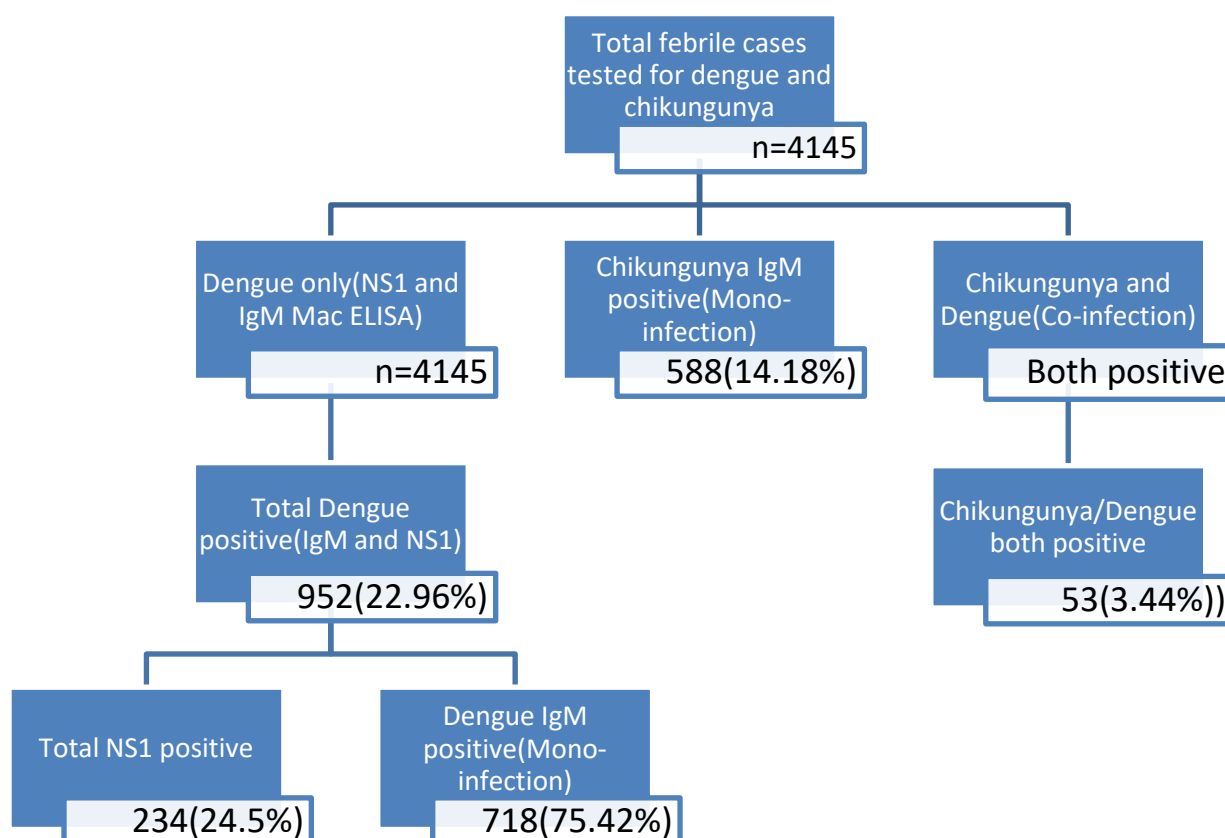 Total febrile cases
tested for dengue and
chikungunya
n=4145
Dengue only(NS1 and
IgM Mac ELISA)
n=4145
Chikungunya IgM
positive(Mono-
infection)
588(14.18%)
Chikungunya and
Dengue(Co-infection)
Both positive
Total Dengue
positive(IgM and NS1)
952(22.96%)
Chikungunya/Dengue
both positive
53(3.44%))
Total NS1 positive
234(24.5%)
Dengue IgM
positive(Mono-
infection)
718(75.42%)